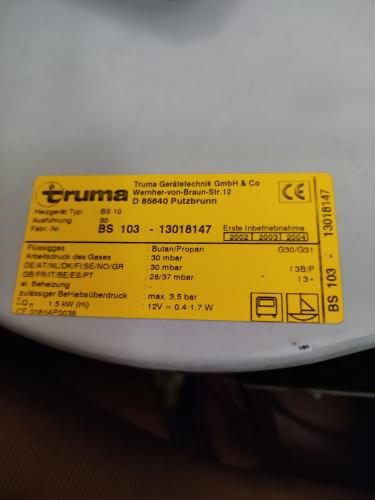 truma
Truma Gerätetechnik GmbH & Co
Wernher-von-Braun-Str. 12
D 85640 Putzbrunn
CE
Heizgerät Typ BS 10
Ausführung 30
Fabr.-Nr. BS 103 - 13018147
Erste Inbetriebnahme
2002 2003 2004
Flüssiggas : Butan/Propan G30/G31
Arbeitsdruck des Gases : 30 mbar
DE/AT/NL/DK/FI/SE/NO/GR : 30 mbar I 3B/P
GB/FR/IT/BE/ES/PT : 28/37 mbar I 3+
el. Beheizung : -
zulässiger Betriebsüberdruck : max. 3,5 bar
ΣQn 1,5 kW (Hi) : 12V = 0.4-1,7 W
CE 0085AP0038
BS 103 - 13018147